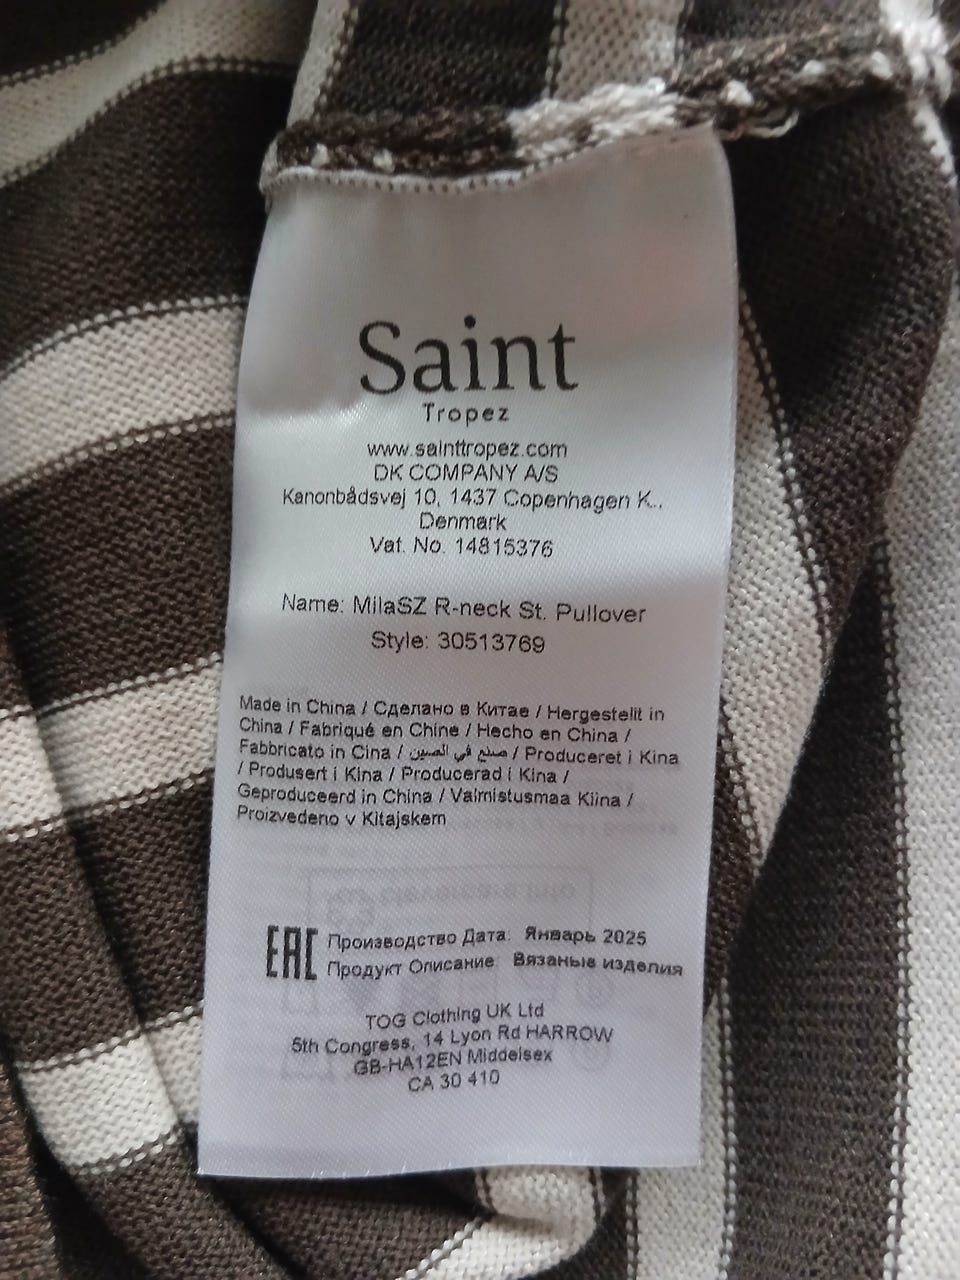 Saint
Tropez
www.sainttropez.com
DK COMPANY A/S
Kanonbådsvej 10, 1437 Copenhagen K.,
Denmark
Vat. No. 14815376
Name: MilaSZ R-neck St. Pullover
Style: 30513769
Made in China / Сделано в Китае / Hergestellt in
China / Fabriqué en Chine / Hecho en China /
Fabbricato in Cina / صنع في الصين / Produceret i Kina
/ Produsert i Kina / Producerad i Kina /
Geproduceerd in China / Valmistusmaa Kiina /
Proizvedeno v Kitajskem
EAC Производство Дата: Январь 2025
Продукт Описание: Вязаные изделия
TOG Clothing UK Ltd
5th Congress, 14 Lyon Rd HARROW
GB-HA12EN Middelsex
CA 30 410